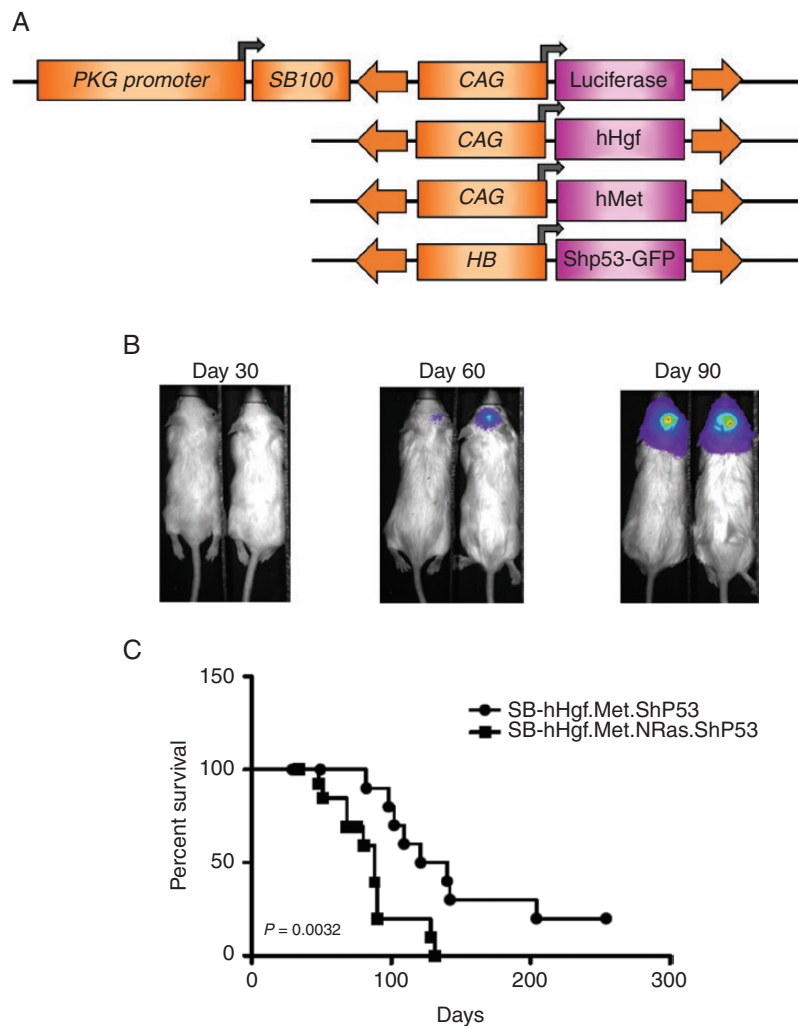 A
PKG promoter SB100 CAG Luciferase
CAG hHgf
CAG hMet
HB Shp53-GFP
B
Day 30 Day 60 Day 90
C
150
100
50
0
Percent survival
SB-hHgf.Met.ShP53
SB-hHgf.Met.NRas.ShP53
P = 0.0032
0 100 200 300
Days